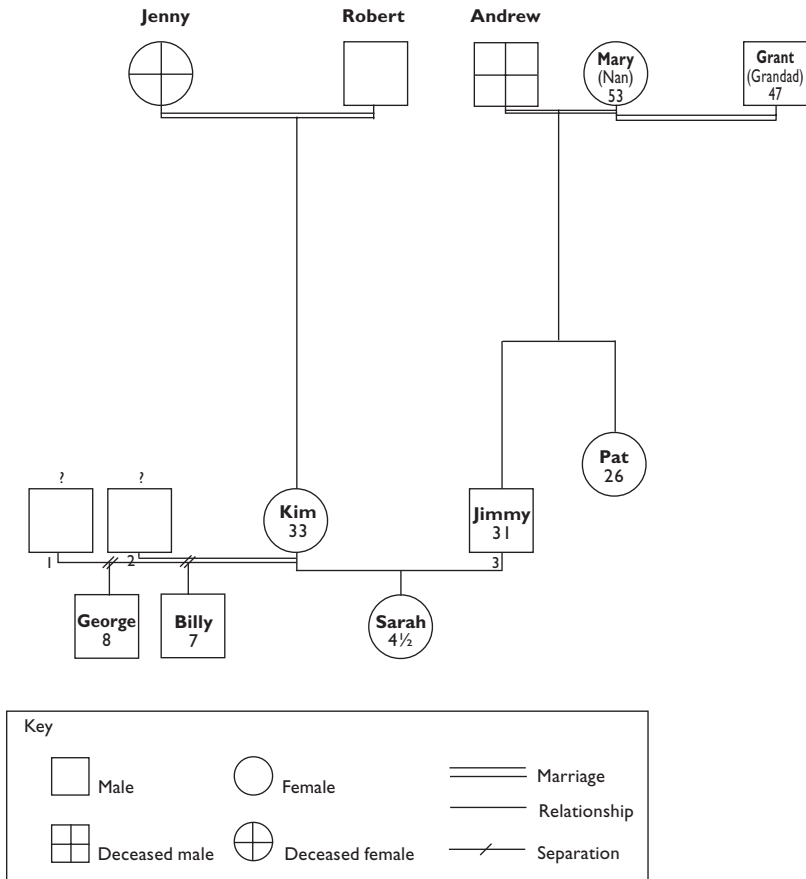 Jenny
Robert
Andrew
Mary
(Nan)
53
Grant
(Grandad)
47
Pat
26
?
?
Kim
33
Jimmy
31
1
2
3
George
8
Billy
7
Sarah
4½
Key
Male
Female
Marriage
Relationship
Deceased male
Deceased female
Separation